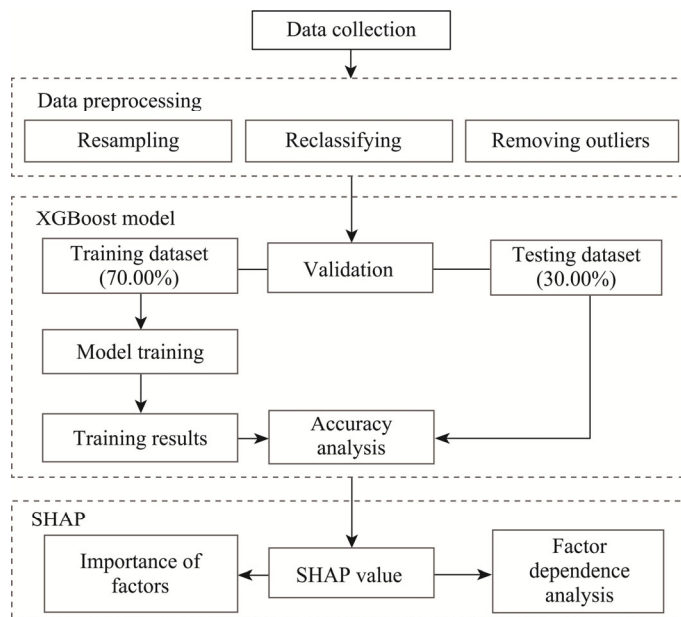 Data collection
Data preprocessing
Resampling
Reclassifying
Removing outliers
XGBoost model
Training dataset
(70.00%)
Validation
Testing dataset
(30.00%)
Model training
Training results
Accuracy
analysis
SHAP
Importance of
factors
SHAP value
Factor
dependence
analysis